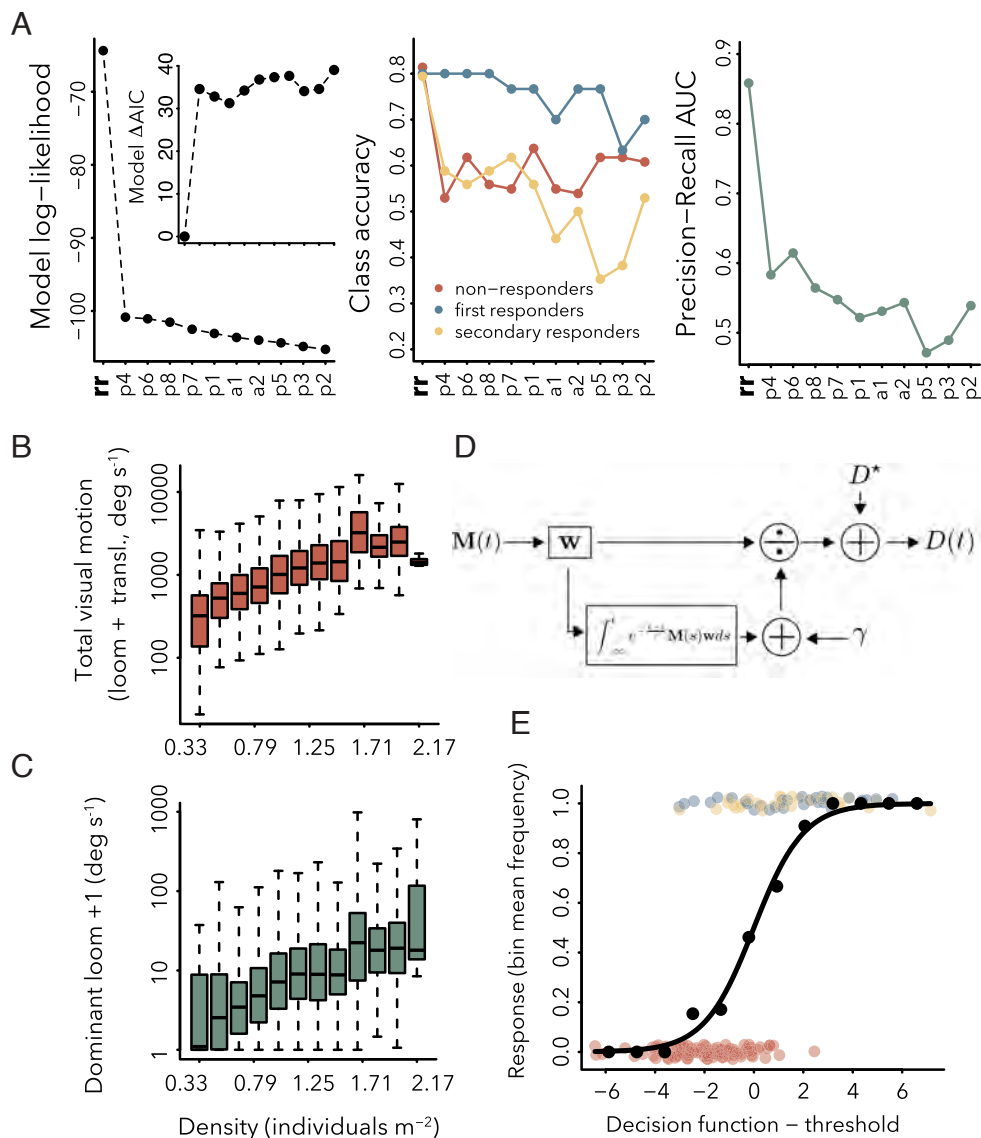 A
Model log−likelihood
−70
−80
−90
−100
Model ΔAIC
0
10
20
30
40
rr
p4
p6
p8
p7
p1
a1
a2
p5
p3
p2
Class accuracy
0.2
0.3
0.4
0.5
0.6
0.7
0.8
non−responders
first responders
secondary responders
rr
p4
p6
p8
p7
p1
a1
a2
p5
p3
p2
Precision−Recall AUC
0.5
0.6
0.7
0.8
0.9
rr
p4
p6
p8
p7
p1
a1
a2
p5
p3
p2
B
Total visual motion
(loom + transl., deg s⁻¹)
100
1000
10000
0.33 0.79 1.25 1.71 2.17
C
Dominant loom +1 (deg s⁻¹)
1
10
100
1000
0.33 0.79 1.25 1.71 2.17
Density (individuals m⁻²)
D
D⋆
M(t) w ÷ + D(t)
M(s)wds + γ
E
Response (bin mean frequency)
0.0
0.2
0.4
0.6
0.8
1.0
−6 −4 −2 0 2 4 6
Decision function − threshold